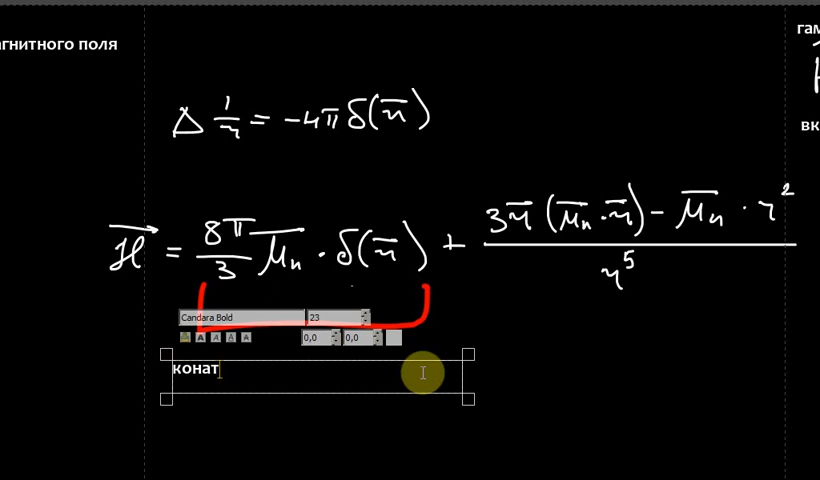 агнитного поля
гам
вк
Δ 1/r = -4π δ(r̅)
H⃗ = 8π/3 μ̅ₙ · δ(r̅) + (3r̅(μ̅ₙ·r̅) - μ̅ₙ · r²)/r⁵
Candara Bold 23
0,0 0,0
конат